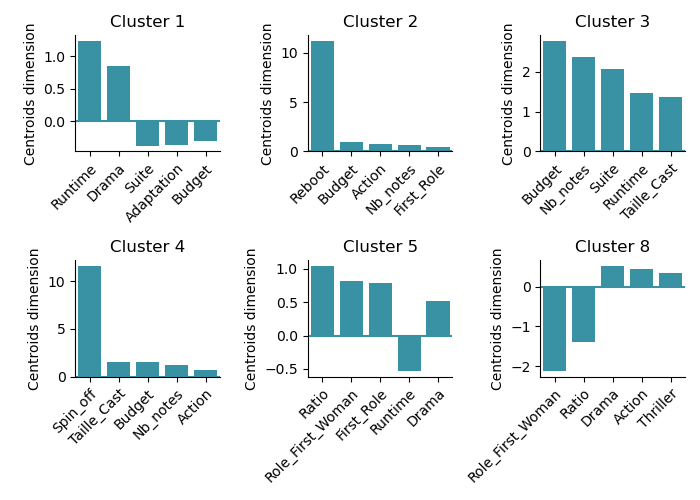 Cluster 1
Centroids dimension
1.0
0.5
0.0
Runtime
Drama
Suite
Adaptation
Budget
Cluster 2
Centroids dimension
10
5
0
Reboot
Budget
Action
Nb_notes
First_Role
Cluster 3
Centroids dimension
2
1
0
Budget
Nb_notes
Suite
Runtime
Taille_Cast
Cluster 4
Centroids dimension
10
5
0
Spin_off
Taille_Cast
Budget
Nb_notes
Action
Cluster 5
Centroids dimension
1.0
0.5
0.0
−0.5
Ratio
Role_First_Woman
First_Role
Runtime
Drama
Cluster 8
Centroids dimension
0
−1
−2
Role_First_Woman
Ratio
Drama
Action
Thriller